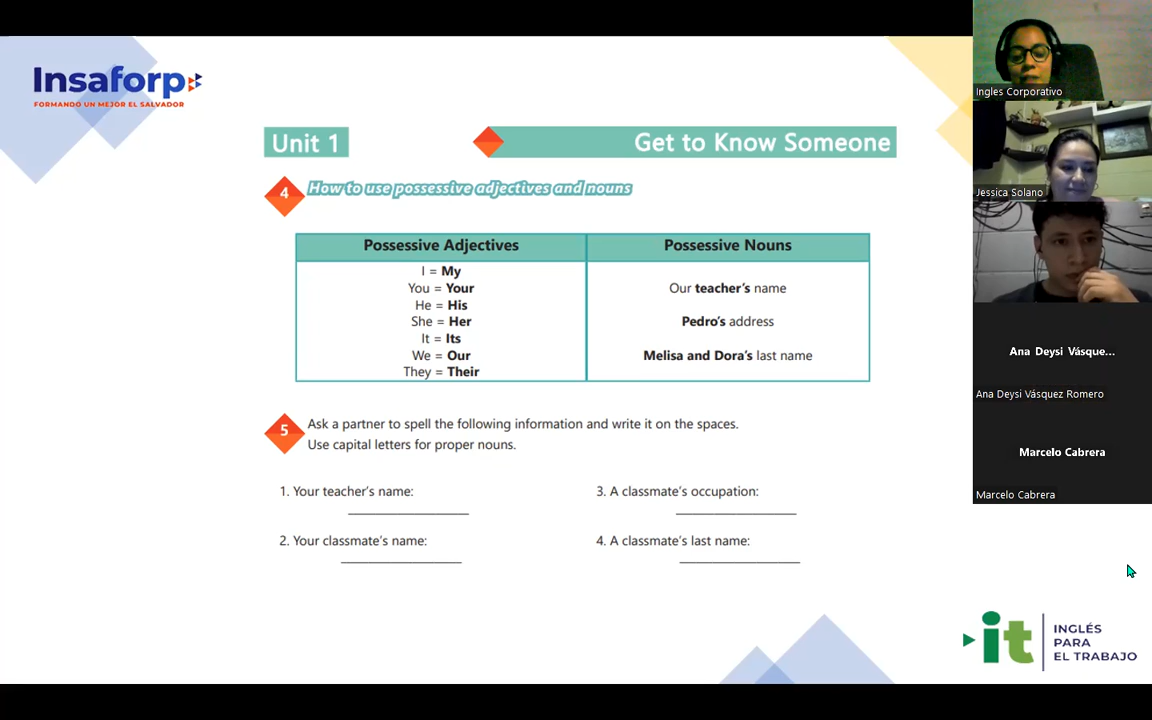 Insaforp
FORMANDO UN MEJOR EL SALVADOR
Unit 1
Get to Know Someone
4
How to use possessive adjectives and nouns
Possessive Adjectives
Possessive Nouns
I = My
You = Your
He = His
She = Her
It = Its
We = Our
They = Their
Our teacher's name
Pedro's address
Melisa and Dora's last name
5
Ask a partner to spell the following information and write it on the spaces.
Use capital letters for proper nouns.
1. Your teacher's name:
2. Your classmate's name:
3. A classmate's occupation:
4. A classmate's last name:
Ingles Corporativo
Jessica Solano
Ana Deysi Vásque...
Ana Deysi Vásquez Romero
Marcelo Cabrera
Marcelo Cabrera
it
INGLÉS
PARA
EL TRABAJO